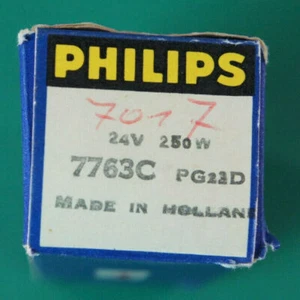 PHILIPS
7017
24V 250W
7763C PG22D
MADE IN HOLLAND